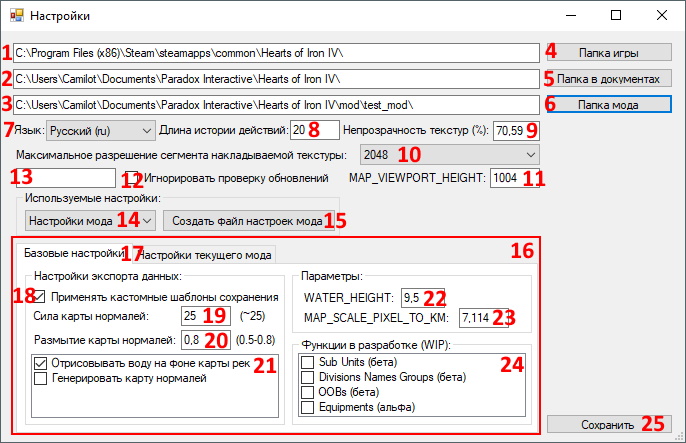 Настройки
1 C:\Program Files (x86)\Steam\steamapps\common\Hearts of Iron IV\ 4 Папка игры
2 C:\Users\Camilot\Documents\Paradox Interactive\Hearts of Iron IV\ 5 Папка в документах
3 C:\Users\Camilot\Documents\Paradox Interactive\Hearts of Iron IV\mod\test_mod\ 6 Папка мода
7 Язык: Русский (ru) Длина истории действий: 20 8 Непрозрачность текстур (%): 70,59 9
Максимальное разрешение сегмента накладываемой текстуры: 2048 10
13 12 Игнорировать проверку обновлений MAP_VIEWPORT_HEIGHT: 1004 11
Используемые настройки:
Настройки мода 14 Создать файл настроек мода 15
Базовые настройки 17 Настройки текущего мода 16
Настройки экспорта данных: Параметры:
18 Применять кастомные шаблоны сохранения WATER_HEIGHT: 9,5 22
Сила карты нормалей: 25 19 (~25) MAP_SCALE_PIXEL_TO_KM: 7,114 23
Размытие карты нормалей: 0,8 20 (0.5-0.8) Функции в разработке (WIP):
Отрисовывать воду на фоне карты рек 21 Sub Units (бета) 24
Генерировать карту нормалей Divisions Names Groups (бета)
OOBs (бета)
Equipments (альфа)
Сохранить 25